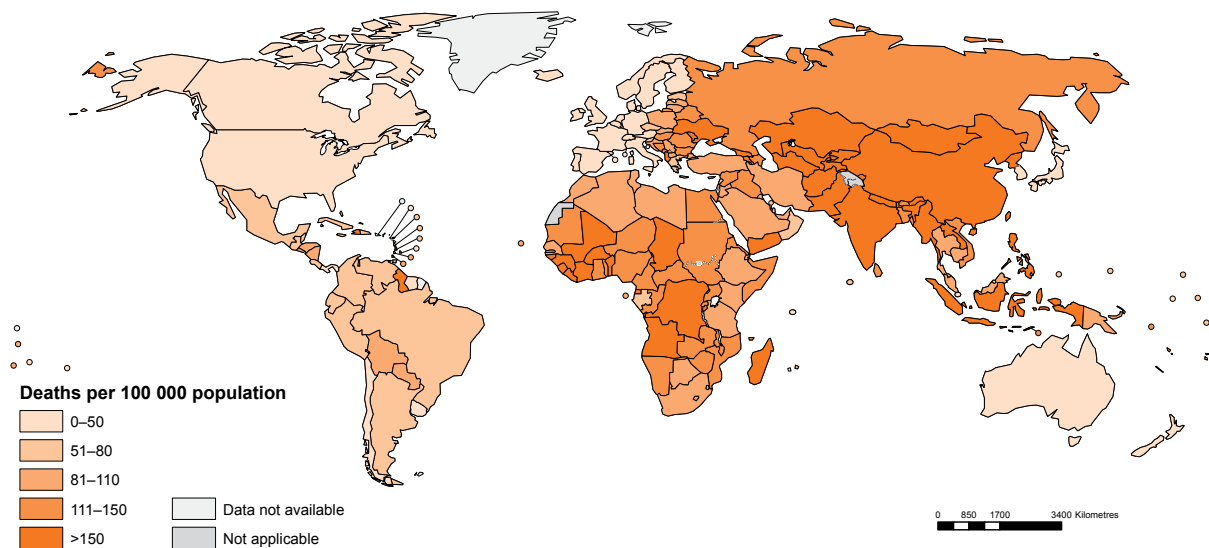 Deaths per 100 000 population
0–50
51–80
81–110
111–150
>150
Data not available
Not applicable
0 850 1700 3400 Kilometres